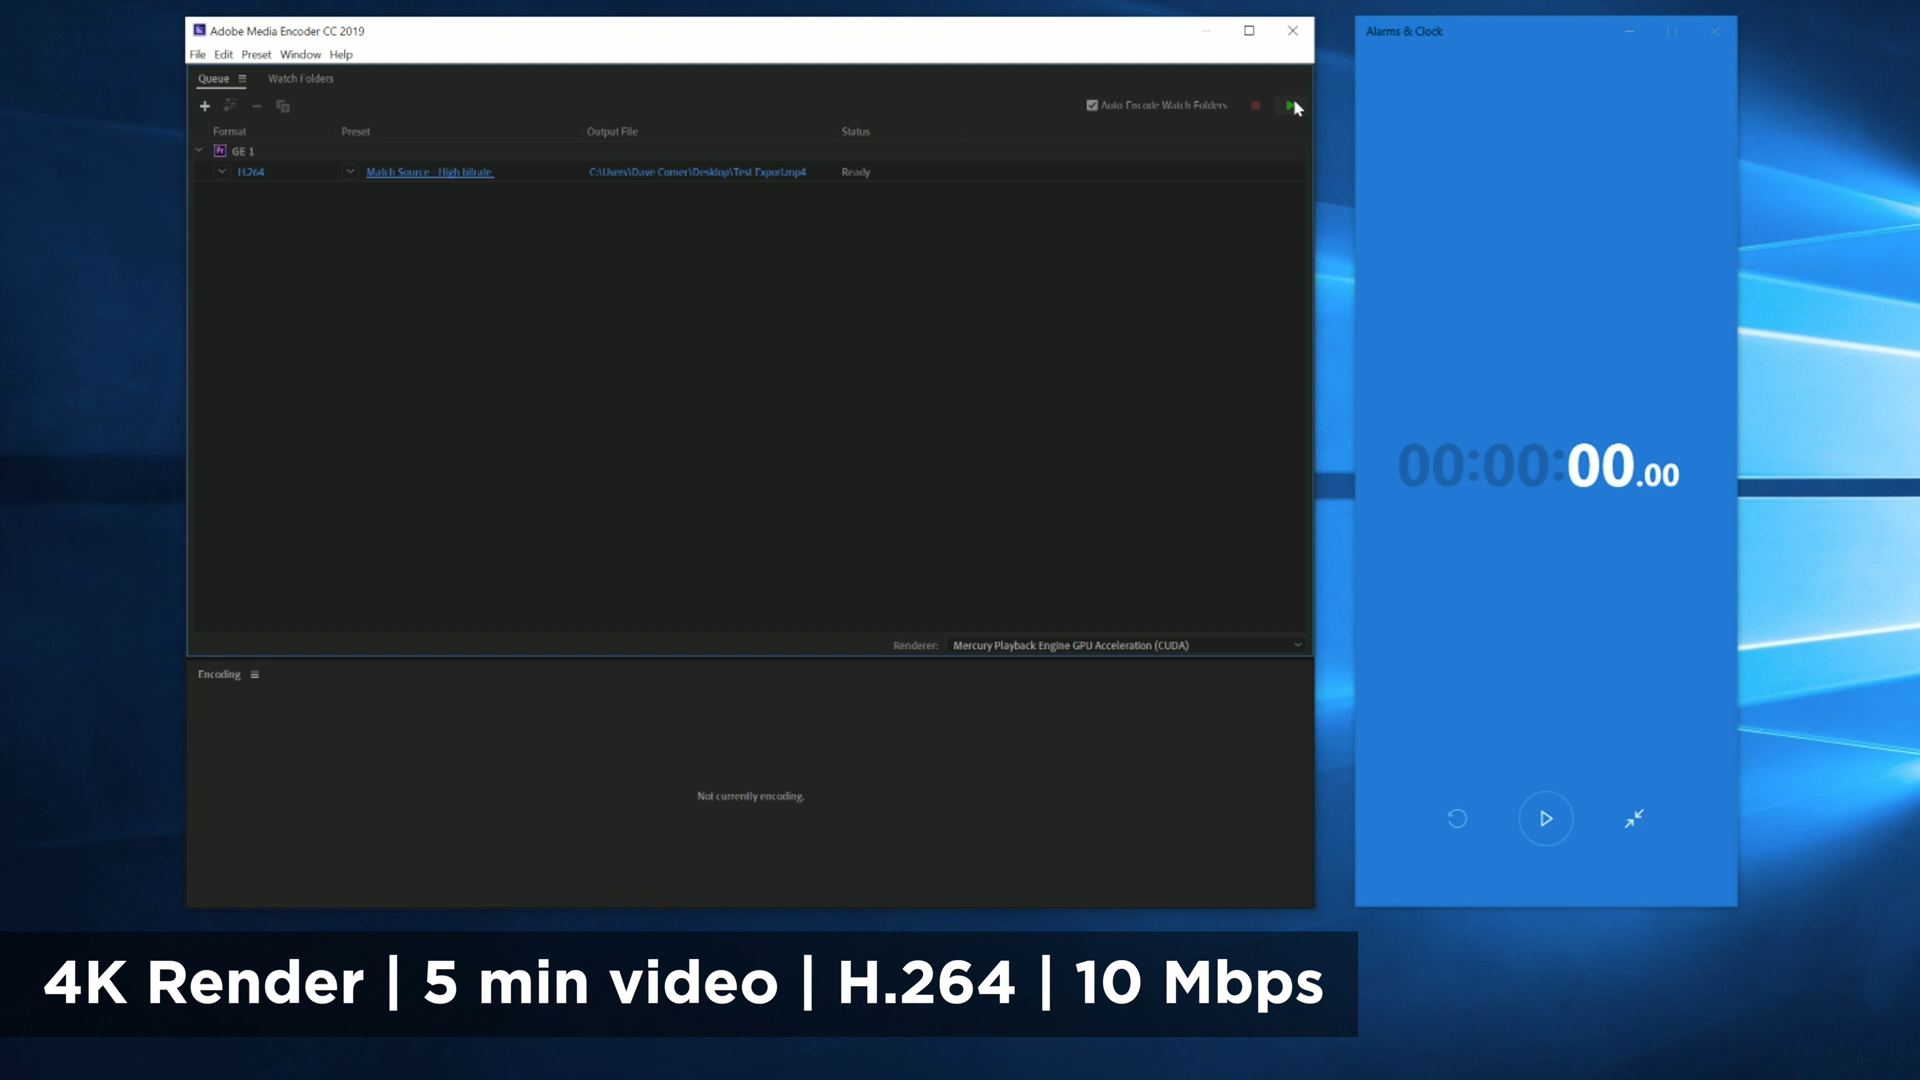 Adobe Media Encoder CC 2019
File Edit Preset Window Help
Queue Watch Folders
Auto-Encode Watch Folders
Format Preset Output File Status
Pr GE 1
H.264 Match Source - High bitrate C:\Users\Dave Comer\Desktop\Test Export.mp4 Ready
Renderer: Mercury Playback Engine GPU Acceleration (CUDA)
Encoding
Not currently encoding.
Alarms & Clock
00:00:00.00
4K Render | 5 min video | H.264 | 10 Mbps